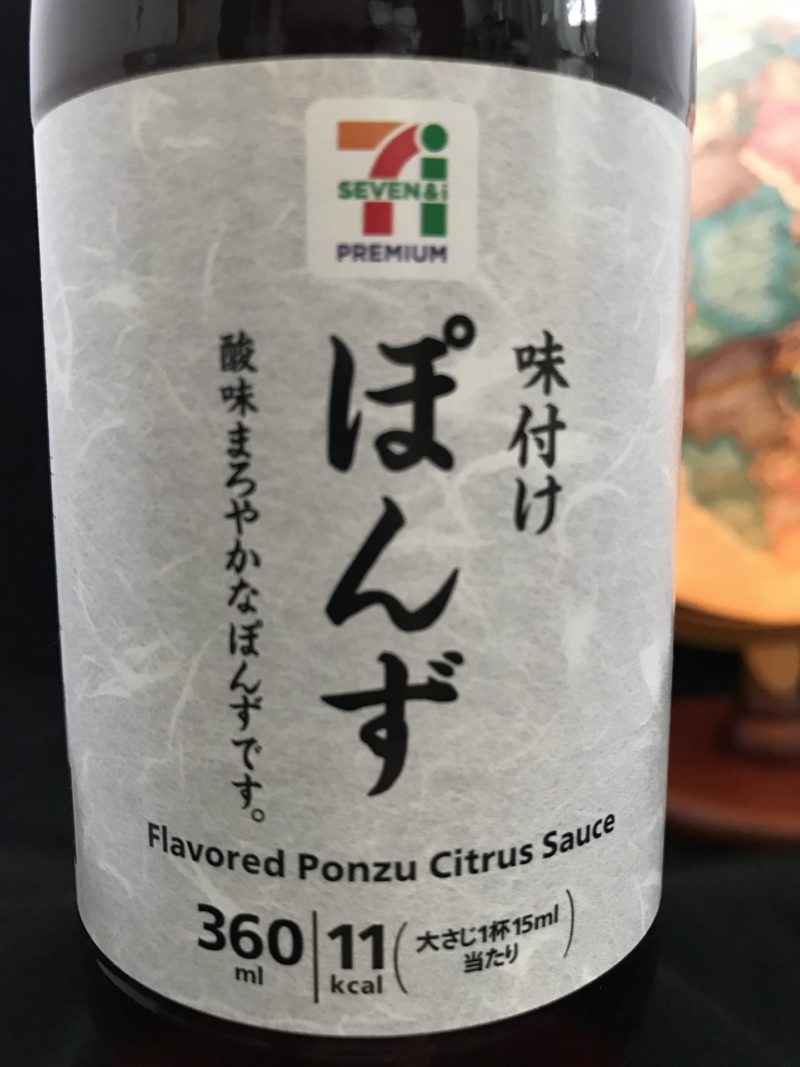 SEVEN&i
PREMIUM
味付け
ぽんず
酸味まろやかなぽんずです。
Flavored Ponzu Citrus Sauce
360
ml
11
kcal
(大さじ1杯15ml
当たり)